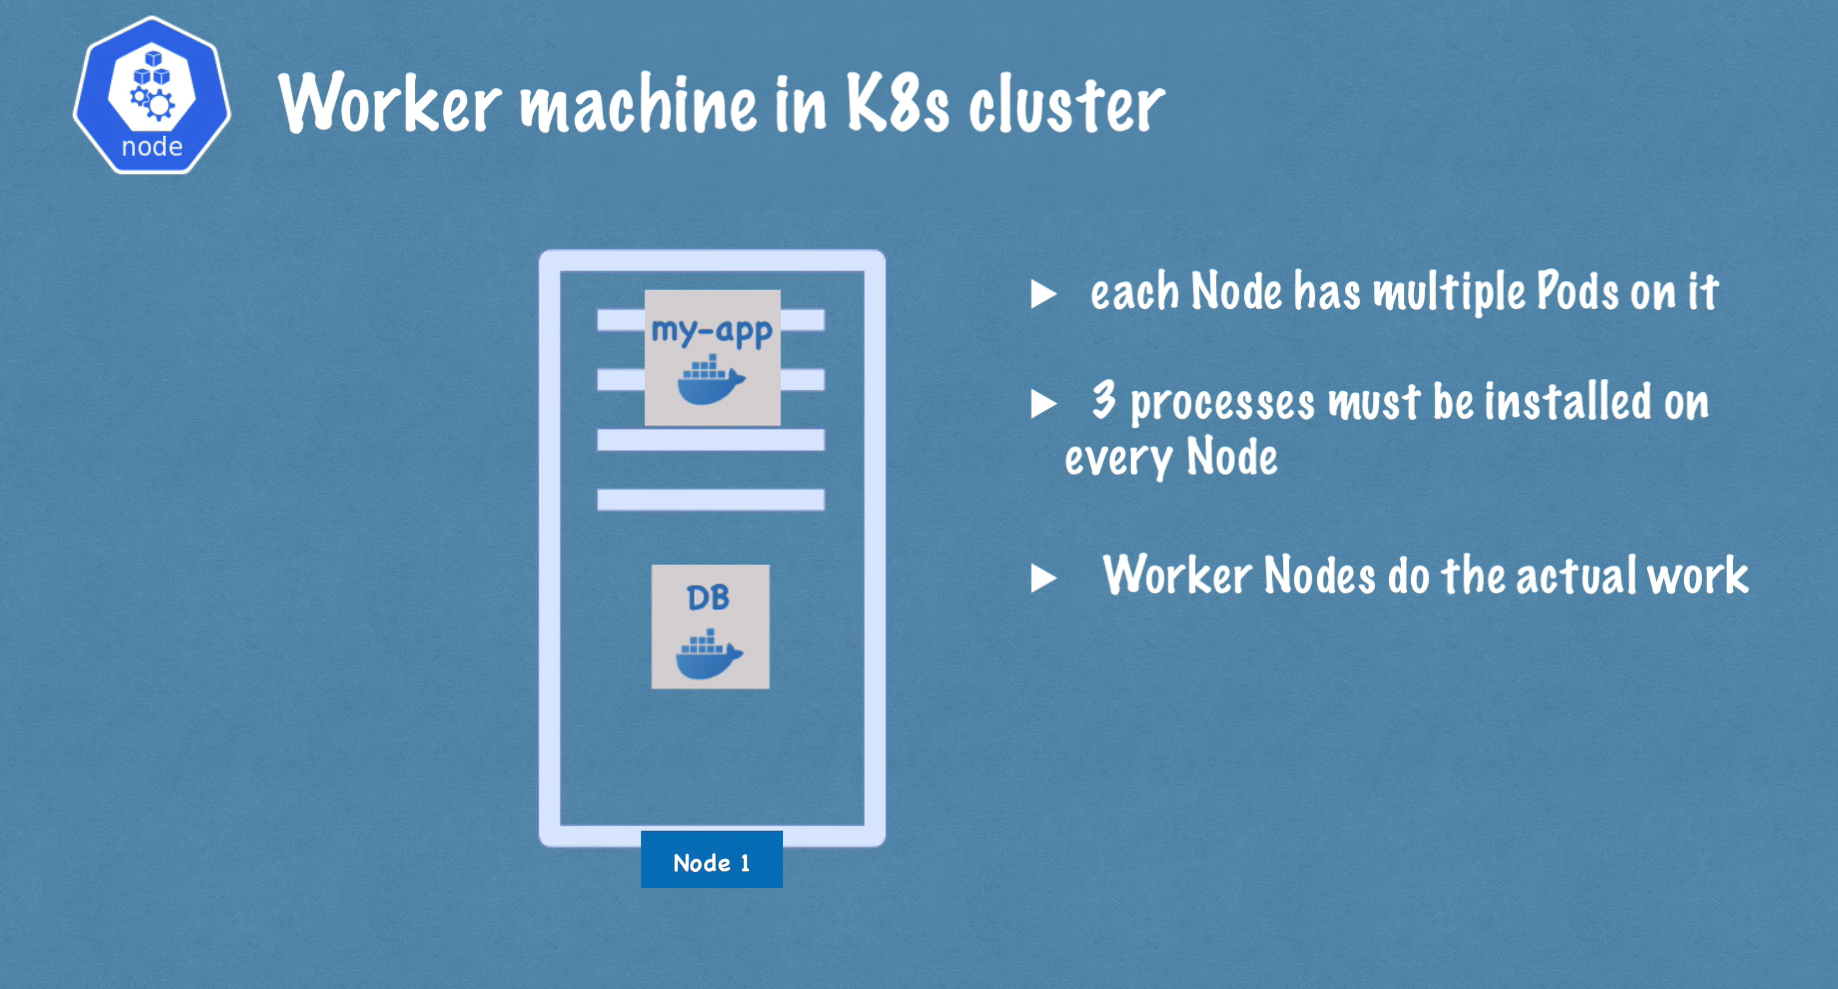 node
Worker machine in K8s cluster
my-app
DB
Node 1
► each Node has multiple Pods on it
► 3 processes must be installed on
every Node
► Worker Nodes do the actual work